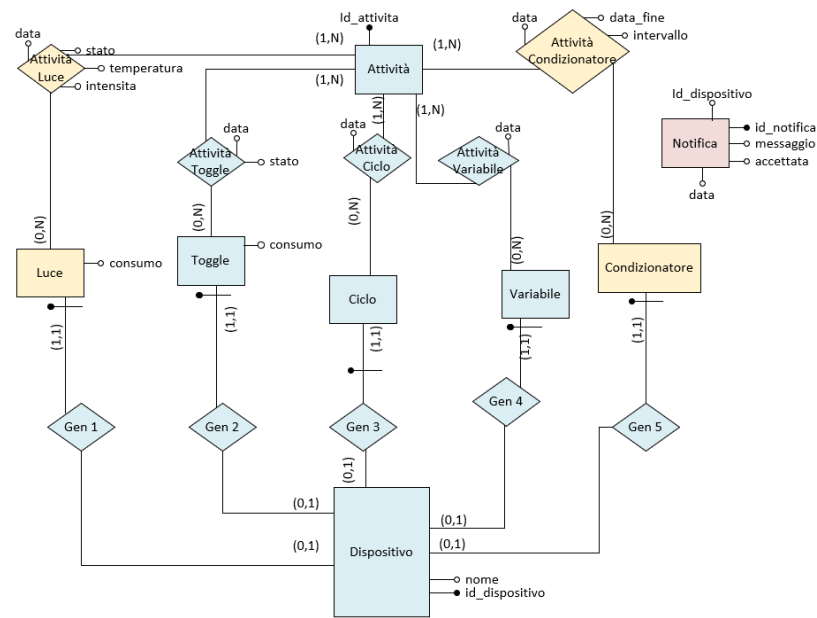 Id_attivita
data
stato
temperatura
intensita
Attività
Luce
(1,N)
(1,N)
Attività
(1,N)
data
data_fine
intervallo
Attività
Condizionatore
(1,N)
(1,N)
Id_dispositivo
Notifica
id_notifica
messaggio
accettata
data
data
Attività
Toggle
stato
data
Attività
Ciclo
data
Attività
Variabile
(0,N)
(0,N)
(0,N)
(0,N)
(0,N)
Luce
consumo
Toggle
consumo
Ciclo
Variabile
Condizionatore
(1,1)
(1,1)
(1,1)
(1,1)
(1,1)
Gen 1
Gen 2
Gen 3
Gen 4
Gen 5
(0,1)
(0,1)
(0,1)
(0,1)
(0,1)
Dispositivo
nome
id_dispositivo